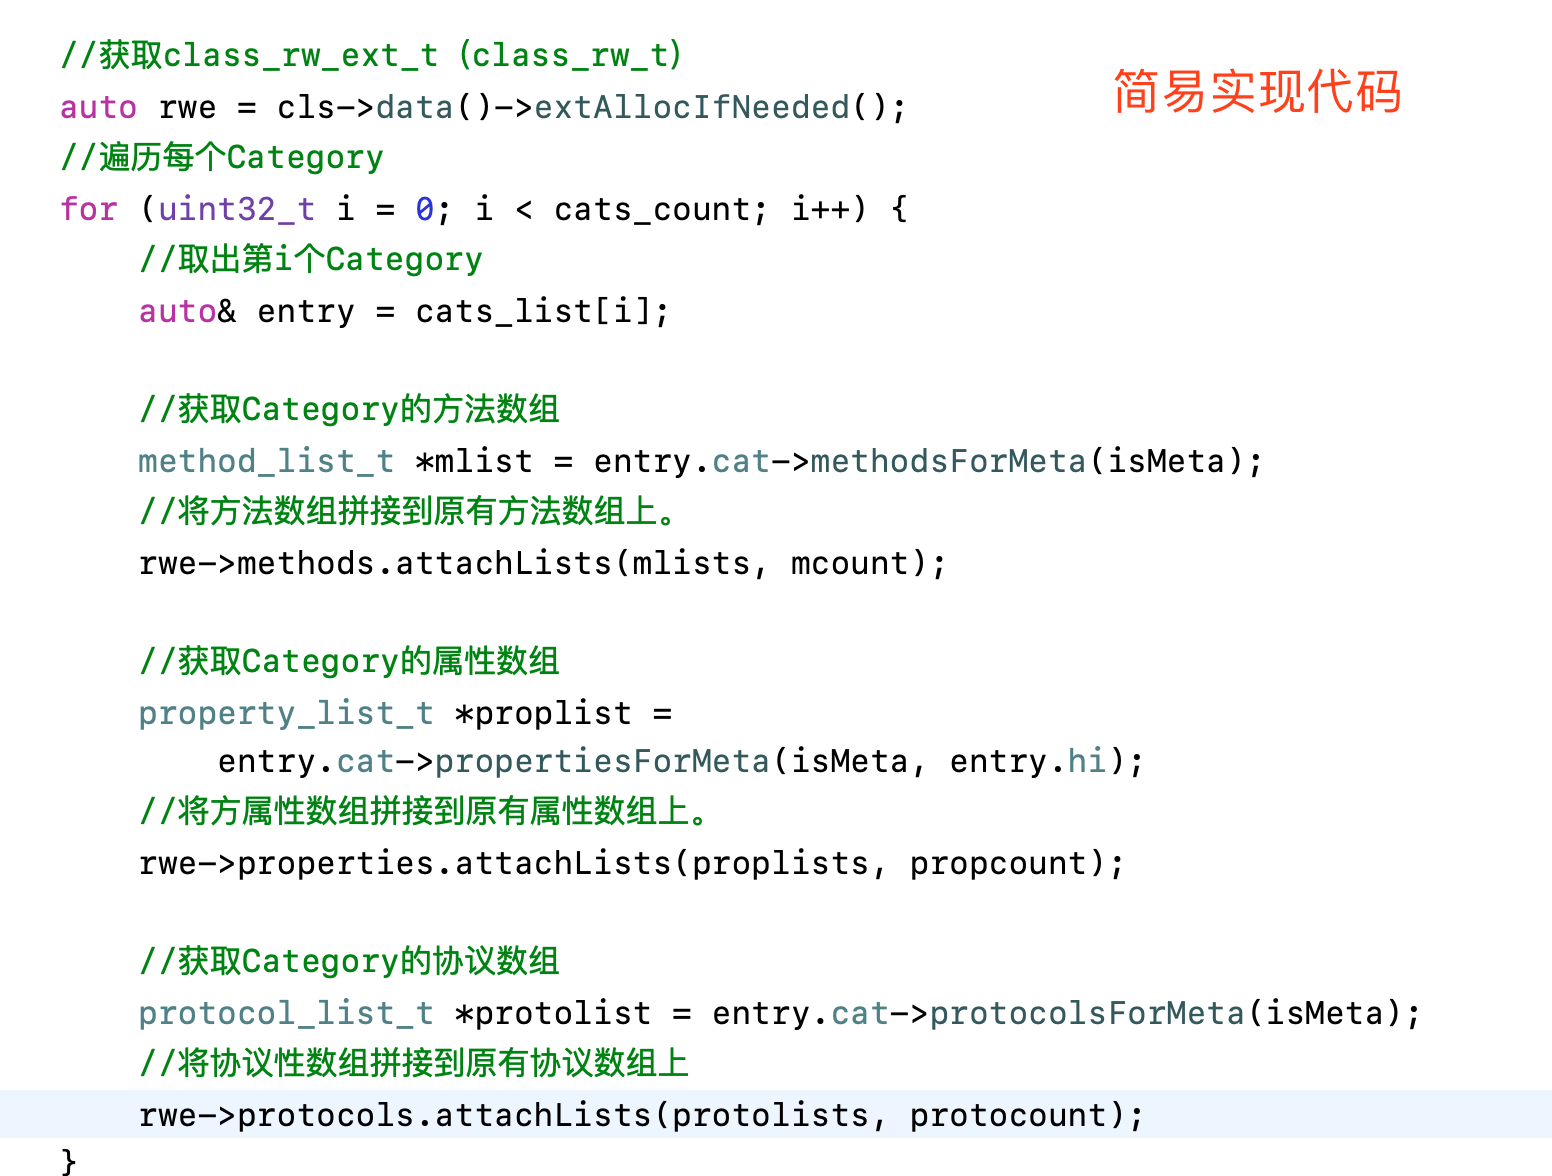 //获取class_rw_ext_t (class_rw_t)
简易实现代码
auto rwe = cls->data()->extAllocIfNeeded();
//遍历每个Category
for (uint32_t i = 0; i < cats_count; i++) {
    //取出第i个Category
    auto& entry = cats_list[i];
    //获取Category的方法数组
    method_list_t *mlist = entry.cat->methodsForMeta(isMeta);
    //将方法数组拼接到原有方法数组上。
    rwe->methods.attachLists(mlists, mcount);
    //获取Category的属性数组
    property_list_t *proplist =
        entry.cat->propertiesForMeta(isMeta, entry.hi);
    //将方属性数组拼接到原有属性数组上。
    rwe->properties.attachLists(proplists, propcount);
    //获取Category的协议数组
    protocol_list_t *protolist = entry.cat->protocolsForMeta(isMeta);
    //将协议性数组拼接到原有协议数组上
    rwe->protocols.attachLists(protolists, protocount);
}